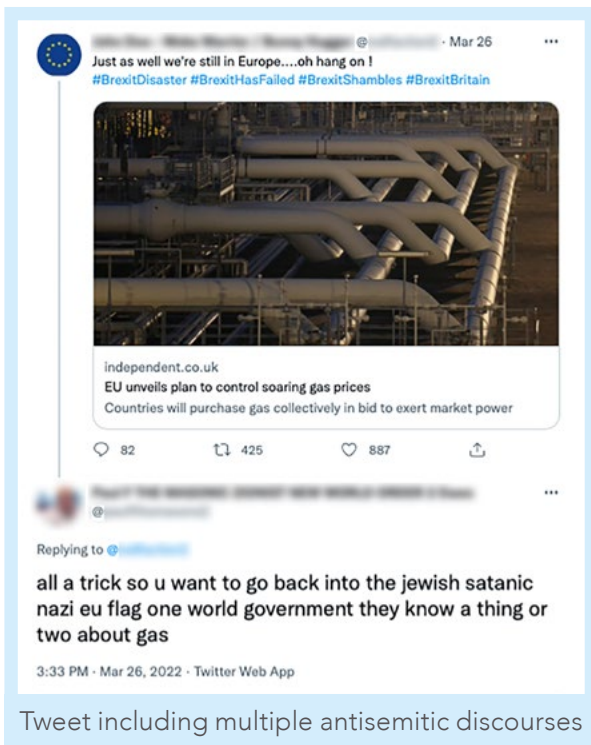 @ · Mar 26
Just as well we're still in Europe....oh hang on !
#BrexitDisaster #BrexitHasFailed #BrexitShambles #BrexitBritain
independent.co.uk
EU unveils plan to control soaring gas prices
Countries will purchase gas collectively in bid to exert market power
82 425 887
@
Replying to @
all a trick so u want to go back into the jewish satanic
nazi eu flag one world government they know a thing or
two about gas
3:33 PM · Mar 26, 2022 · Twitter Web App
Tweet including multiple antisemitic discourses